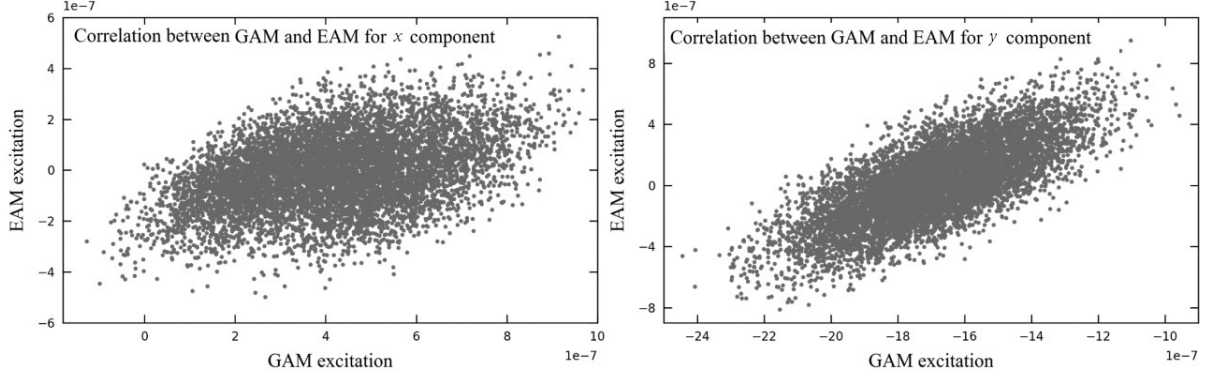 1e−7
Correlation between GAM and EAM for x component
6
4
2
0
−2
−4
−6
EAM excitation
0
2
4
6
8
10
1e−7
GAM excitation
1e−7
Correlation between GAM and EAM for y component
8
4
0
−4
−8
EAM excitation
−24
−22
−20
−18
−16
−14
−12
−10
1e−7
GAM excitation